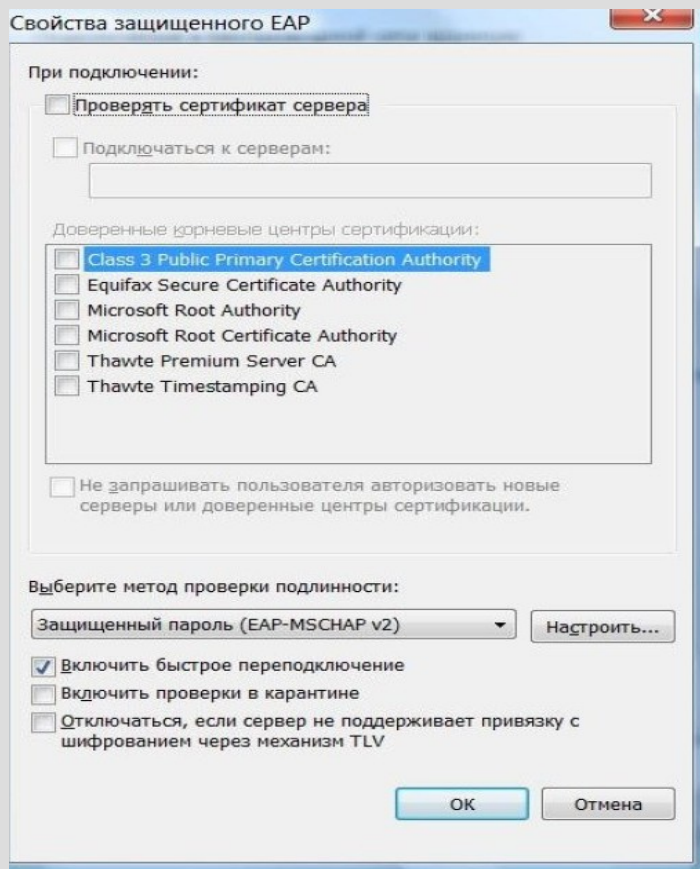 Свойства защищенного EAP
При подключении:
Проверять сертификат сервера
Подключаться к серверам:
Доверенные корневые центры сертификации:
Class 3 Public Primary Certification Authority
Equifax Secure Certificate Authority
Microsoft Root Authority
Microsoft Root Certificate Authority
Thawte Premium Server CA
Thawte Timestamping CA
Не запрашивать пользователя авторизовать новые
серверы или доверенные центры сертификации.
Выберите метод проверки подлинности:
Защищенный пароль (EAP-MSCHAP v2)
Настроить...
Включить быстрое переподключение
Включить проверки в карантине
Отключаться, если сервер не поддерживает привязку с
шифрованием через механизм TLV
ОК
Отмена